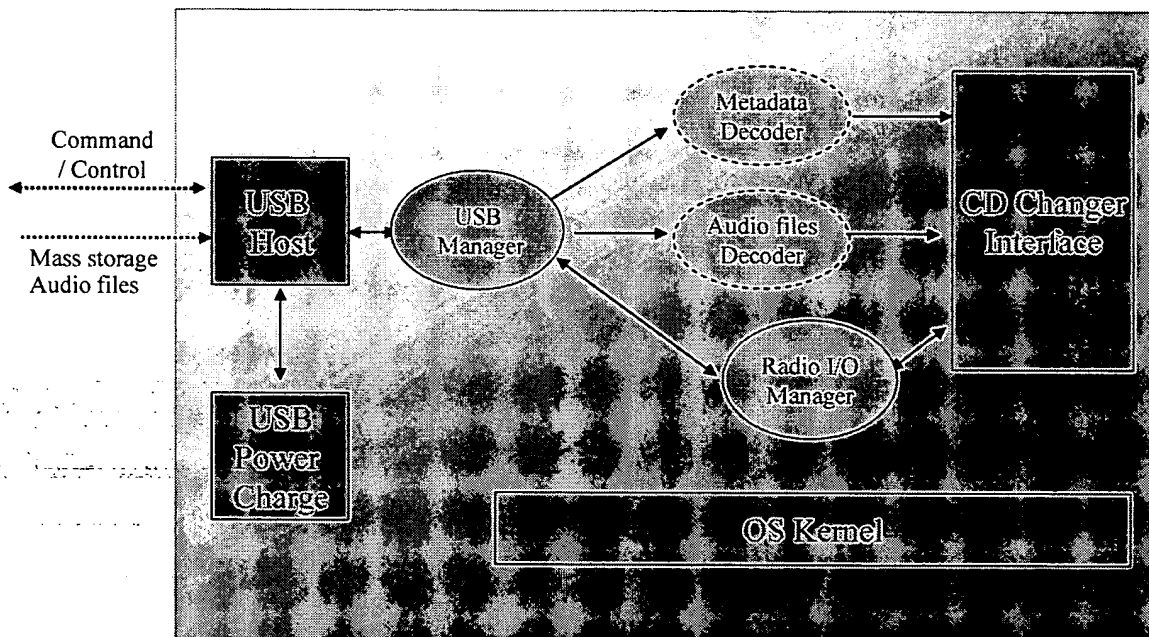 Command
/ Control
Mass storage
Audio files
USB
Host
USB
Power
Charge
USB
Manager
Metadata
Decoder
Audio files
Decoder
Radio I/O
Manager
CD Changer
Interface
OS Kernel